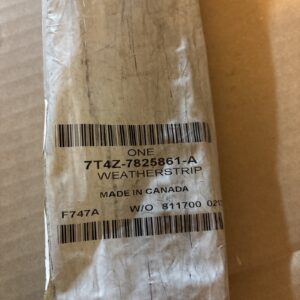 ONE
7T4Z-7825861-A
WEATHERSTRIP
MADE IN CANADA
F747A W/O 811700